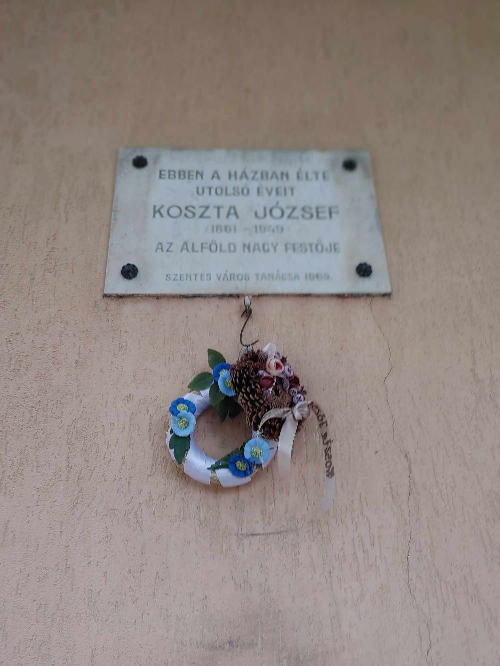 EBBEN A HÁZBAN ÉLTE
UTOLSÓ ÉVEIT
KOSZTA JÓZSEF
1861 - 1949
AZ ALFÖLD NAGY FESTŐJE
SZENTES VÁROS TANÁCSA 1969.